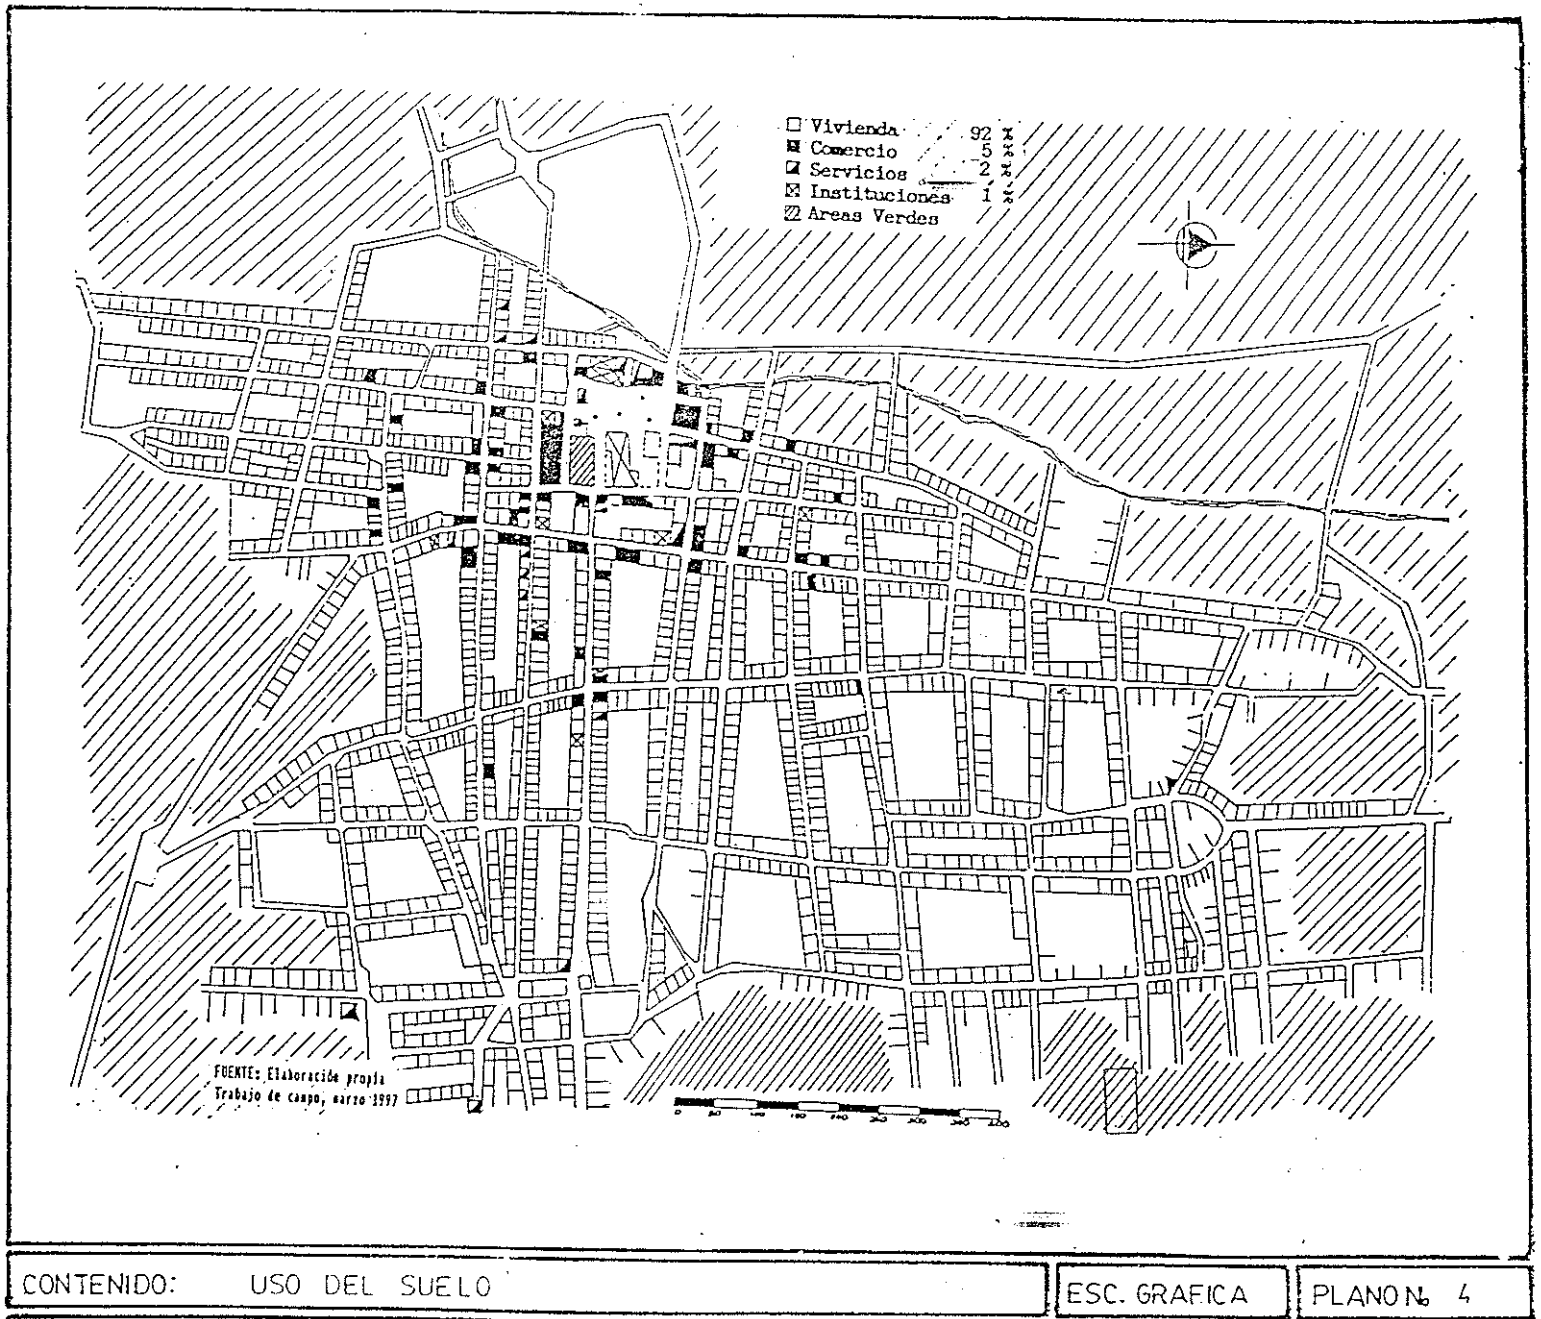 Vivienda 92 %
Comercio 5 %
Servicios 2 %
Instituciones 1 %
Areas Verdes
FUENTE: Elaboración propia
Trabajo de campo, marzo 1997
0
CONTENIDO: USO DEL SUELO
ESC. GRAFICA
PLANO No 4